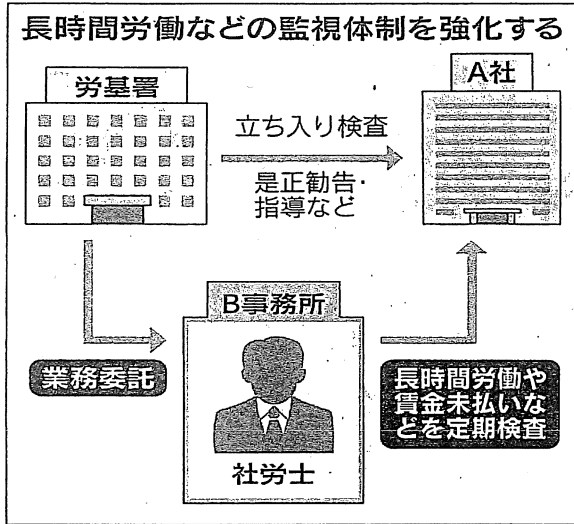 長時間労働などの監視体制を強化する
労基署
A社
立ち入り検査
是正勧告・
指導など
B事務所
業務委託
長時間労働や
賃金未払いな
どを定期検査
社労士